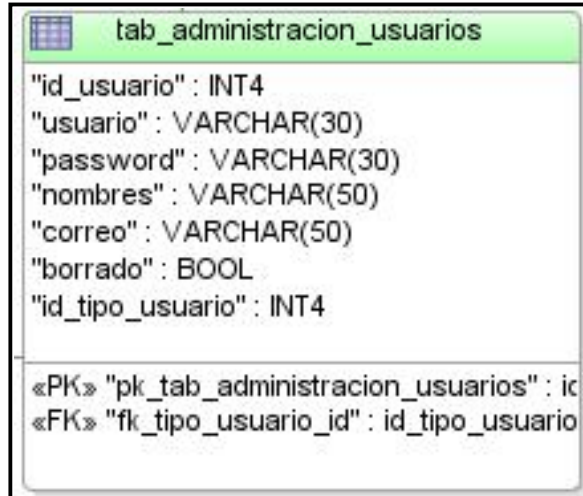 tab_administracion_usuarios
"id_usuario" : INT4
"usuario" : VARCHAR(30)
"password" : VARCHAR(30)
"nombres" : VARCHAR(50)
"correo" : VARCHAR(50)
"borrado" : BOOL
"id_tipo_usuario" : INT4
«PK» "pk_tab_administracion_usuarios" : ic
«FK» "fk_tipo_usuario_id" : id_tipo_usuario